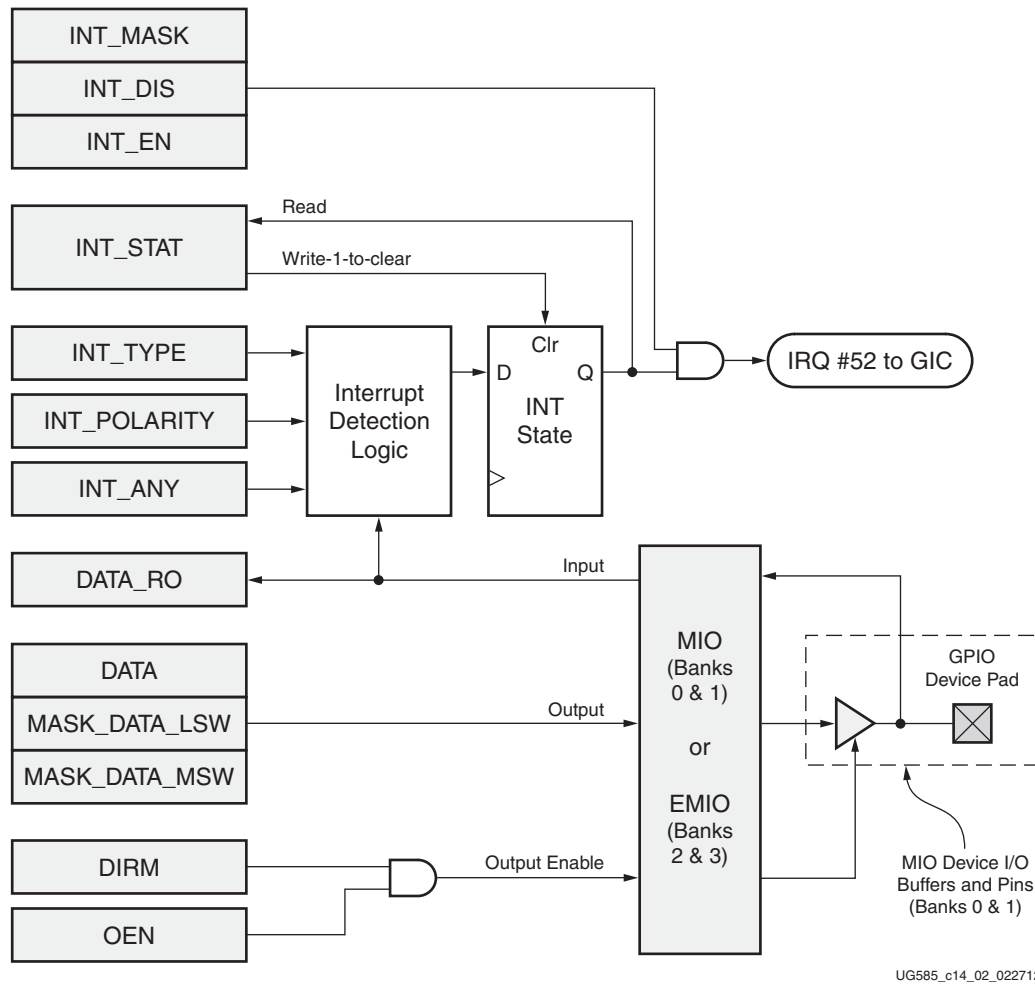 INT_MASK
INT_DIS
INT_EN
INT_STAT
Read
Write-1-to-clear
INT_TYPE
INT_POLARITY
INT_ANY
Interrupt
Detection
Logic
Clr
D
Q
INT
State
IRQ #52 to GIC
DATA_RO
Input
DATA
MASK_DATA_LSW
MASK_DATA_MSW
Output
DIRM
OEN
Output Enable
MIO
(Banks
0 & 1)
or
EMIO
(Banks
2 & 3)
GPIO
Device Pad
MIO Device I/O
Buffers and Pins
(Banks 0 & 1)
UG585_c14_02_022712